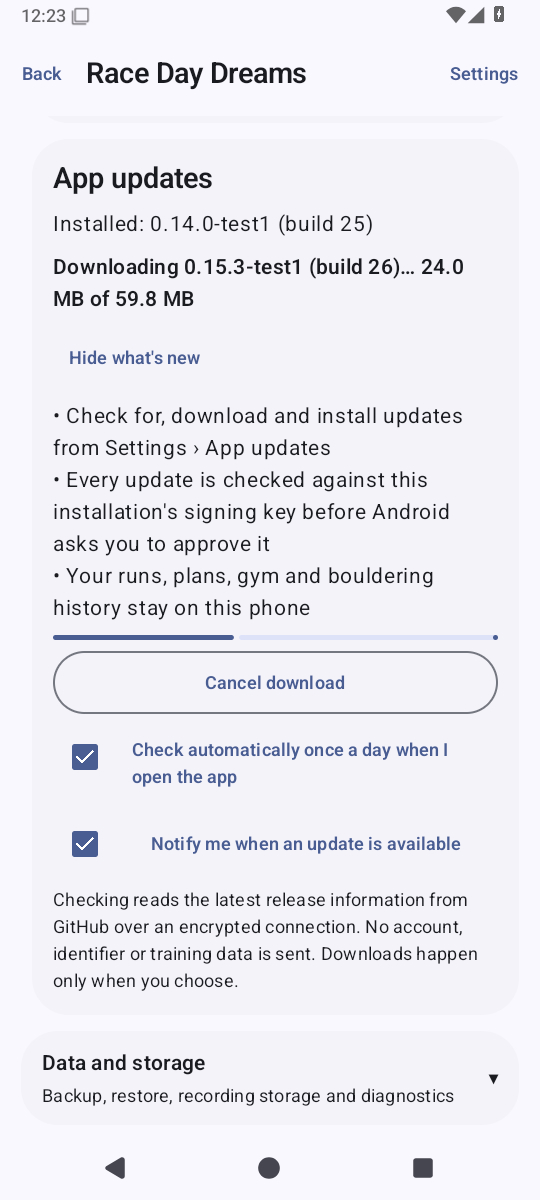 12:23
Back
Race Day Dreams
Settings
App updates
Installed: 0.14.0-test1 (build 25)
Downloading 0.15.3-test1 (build 26)… 24.0
MB of 59.8 MB
Hide what's new
• Check for, download and install updates
from Settings › App updates
• Every update is checked against this
installation's signing key before Android
asks you to approve it
• Your runs, plans, gym and bouldering
history stay on this phone
Cancel download
Check automatically once a day when I
open the app
Notify me when an update is available
Checking reads the latest release information from
GitHub over an encrypted connection. No account,
identifier or training data is sent. Downloads happen
only when you choose.
Data and storage
Backup, restore, recording storage and diagnostics